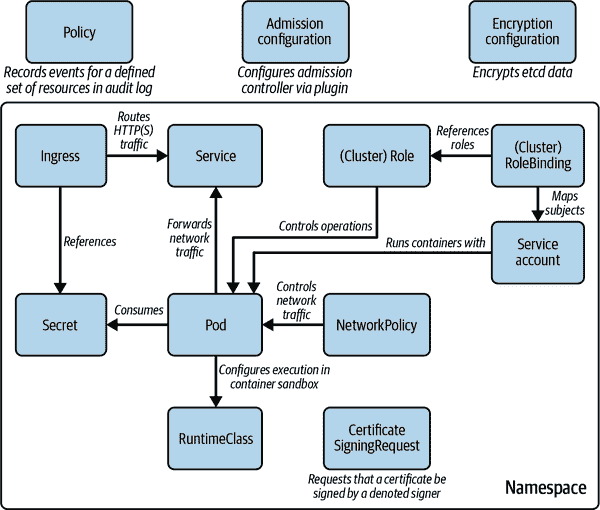 Policy
Records events for a defined
set of resources in audit log
Admission
configuration
Configures admission
controller via plugin
Encryption
configuration
Encrypts etcd data
Ingress
Routes
HTTP(S)
traffic
Service
(Cluster) Role
References
roles
(Cluster)
RoleBinding
Maps
subjects
References
Forwards
network
traffic
Controls operations
Runs containers with
Service
account
Secret
Consumes
Pod
Controls
network
traffic
NetworkPolicy
Configures execution in
container sandbox
RuntimeClass
Certificate
SigningRequest
Requests that a certificate be
signed by a denoted signer
Namespace